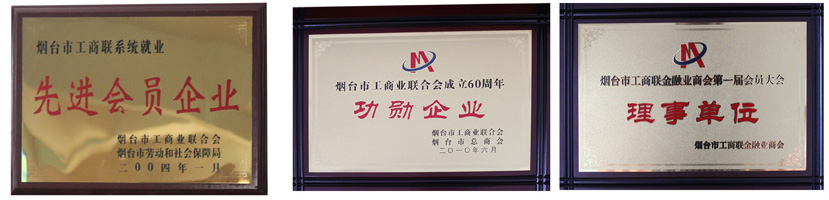 烟台市工商联系统就业
先进会员企业
烟台市工商业联合会
烟台市劳动和社会保障局
二00四年一月
烟台市工商业联合会成立60周年
功勋企业
烟台市工商业联合会
烟台市总商会
二〇一〇年六月
烟台市工商联金融业商会第一届会员大会
理事单位
烟台市工商联金融业商会